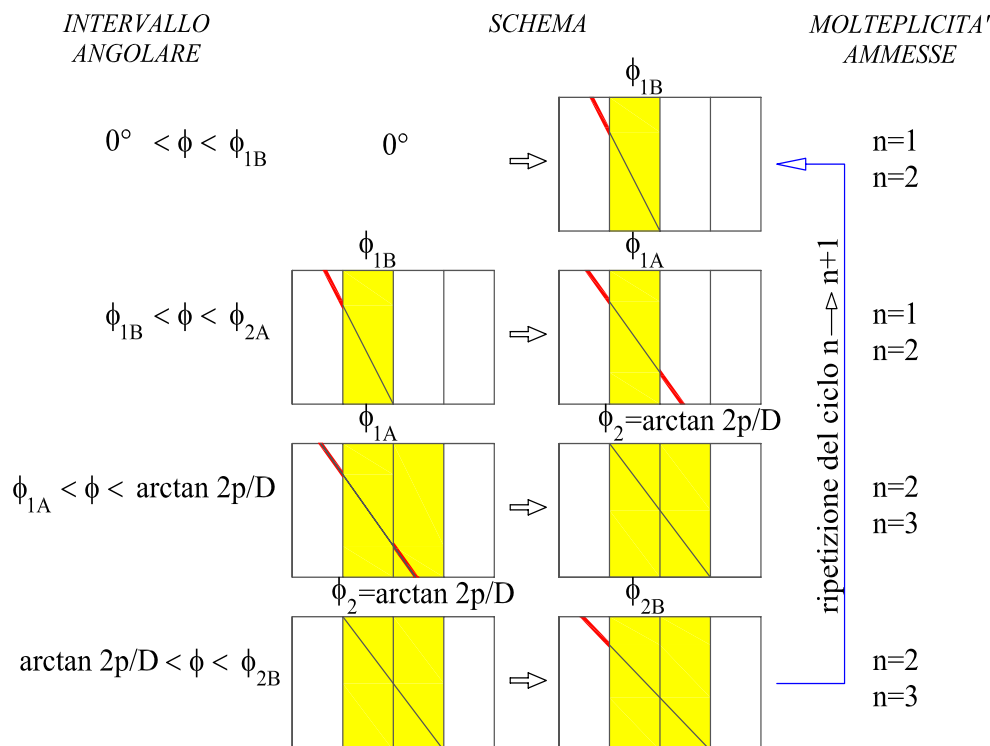 INTERVALLO
ANGOLARE
SCHEMA
MOLTEPLICITA'
AMMESSE
0° < ϕ < ϕ1B
0°
ϕ1B
n=1
n=2
ϕ1B < ϕ < ϕ2A
ϕ1B
ϕ1A
n=1
n=2
ϕ1A < ϕ < arctan 2p/D
ϕ1A
ϕ2=arctan 2p/D
n=2
n=3
arctan 2p/D < ϕ < ϕ2B
ϕ2=arctan 2p/D
ϕ2B
n=2
n=3
ripetizione del ciclo n → n+1